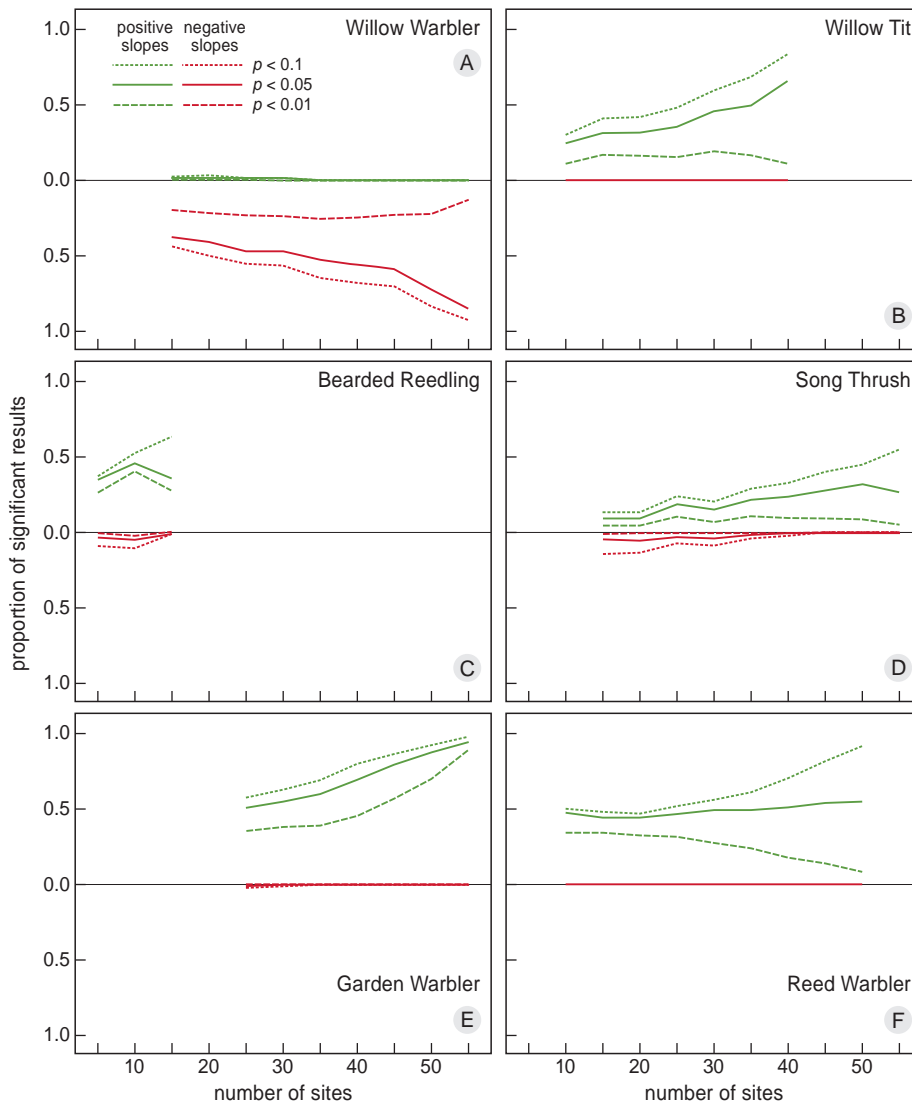 Willow Warbler
A
positive negative
slopes slopes
p < 0.1
p < 0.05
p < 0.01
1.0
0.5
0.0
0.5
1.0
Willow Tit
B
Bearded Reedling
C
1.0
0.5
0.0
0.5
1.0
Song Thrush
D
Garden Warbler
E
1.0
0.5
0.0
0.5
1.0
Reed Warbler
F
10 20 30 40 50
10 20 30 40 50
number of sites
number of sites
proportion of significant results